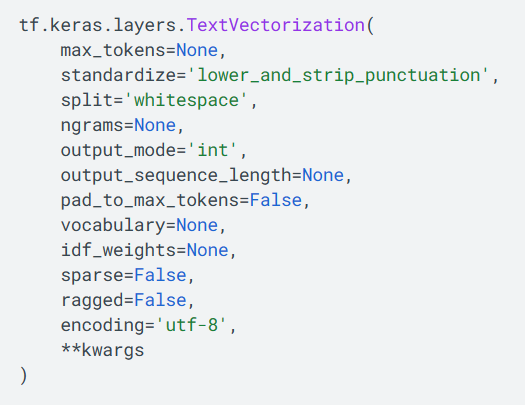 tf.keras.layers.TextVectorization(
    max_tokens=None,
    standardize='lower_and_strip_punctuation',
    split='whitespace',
    ngrams=None,
    output_mode='int',
    output_sequence_length=None,
    pad_to_max_tokens=False,
    vocabulary=None,
    idf_weights=None,
    sparse=False,
    ragged=False,
    encoding='utf-8',
    **kwargs
)